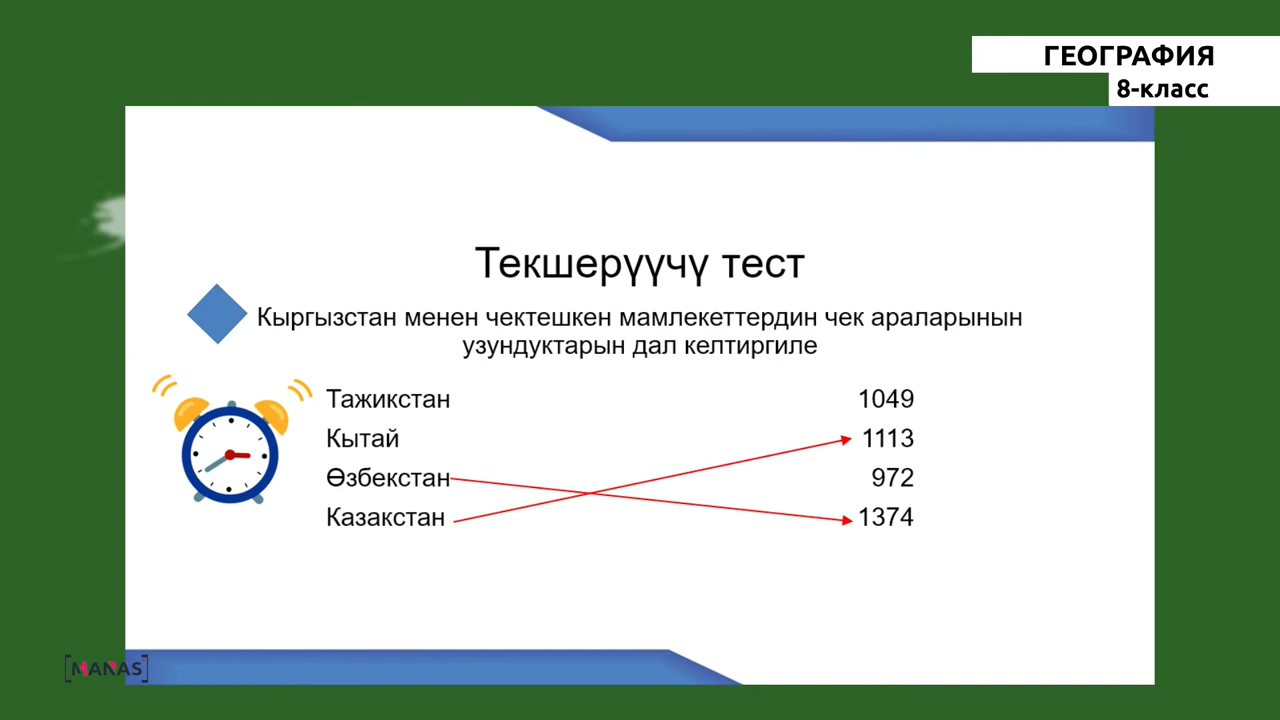 ГЕОГРАФИЯ
8-класс
Текшерүүчү тест
Кыргызстан менен чектешкен мамлекеттердин чек араларынын
узундуктарын дал келтиргиле
Тажикстан 1049
Кытай 1113
Өзбекстан 972
Казакстан 1374
[MANAS]